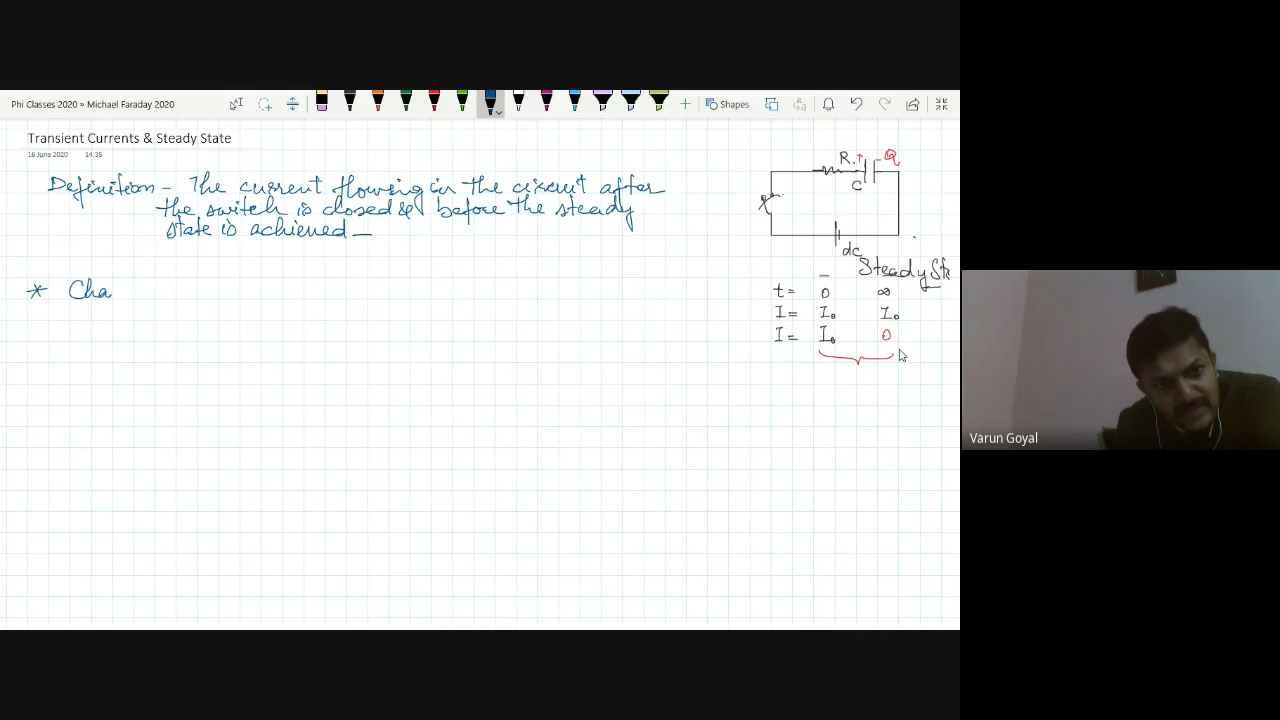 Phi Classes 2020 » Michael Faraday 2020
Shapes
Transient Currents & Steady State
16 June 2020 14:35
Definition - The current flowing in the circuit after
the switch is closed & before the steady
state is achieved -
* Cha
R + Q
C
dc
Steady St
t = 0 ∞
I = I₀ I₀
I = I₀ 0
Varun Goyal